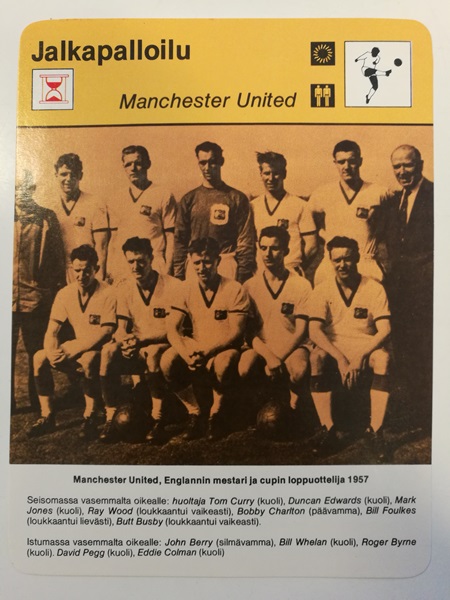 Jalkapalloilu
Manchester United
Manchester United, Englannin mestari ja cupin loppuottelija 1957
Seisomassa vasemmalta oikealle: huoltaja Tom Curry (kuoli), Duncan Edwards (kuoli), Mark
Jones (kuoli), Ray Wood (loukkaantui vaikeasti), Bobby Charlton (päävamma), Bill Foulkes
(loukkaantui lievästi), Butt Busby (loukkaantui vaikeasti).
Istumassa vasemmalta oikealle: John Berry (silmävamma), Bill Whelan (kuoli), Roger Byrne
(kuoli). David Pegg (kuoli), Eddie Colman (kuoli)